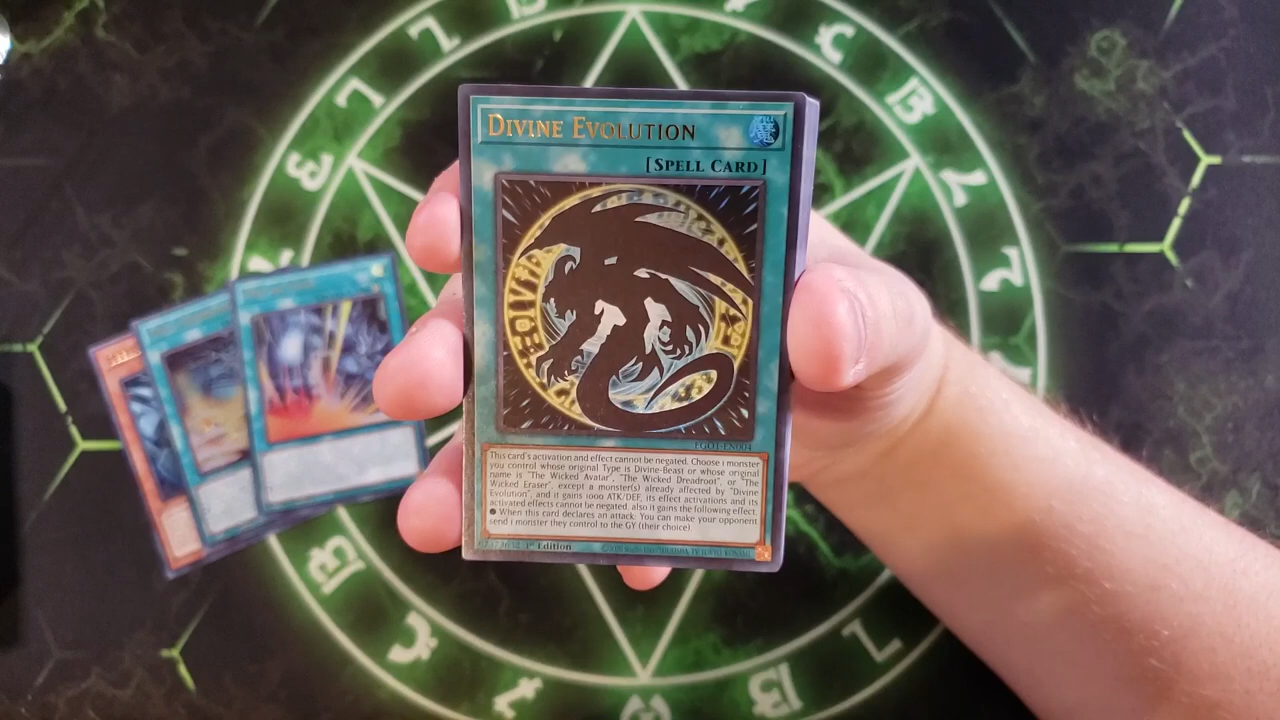 DIVINE EVOLUTION
魔
[SPELL CARD]
EGO1-EN004
This card's activation and effect cannot be negated. Choose 1 monster
you control whose original Type is Divine-Beast or whose original
name is "The Wicked Avatar", "The Wicked Dreadroot", or "The
Wicked Eraser", except a monster(s) already affected by "Divine
Evolution", and it gains 1000 ATK/DEF, its effect activations and its
activated effects cannot be negated, also it gains the following effect.
● When this card declares an attack: You can make your opponent
send 1 monster they control to the GY (their choice).
1st Edition